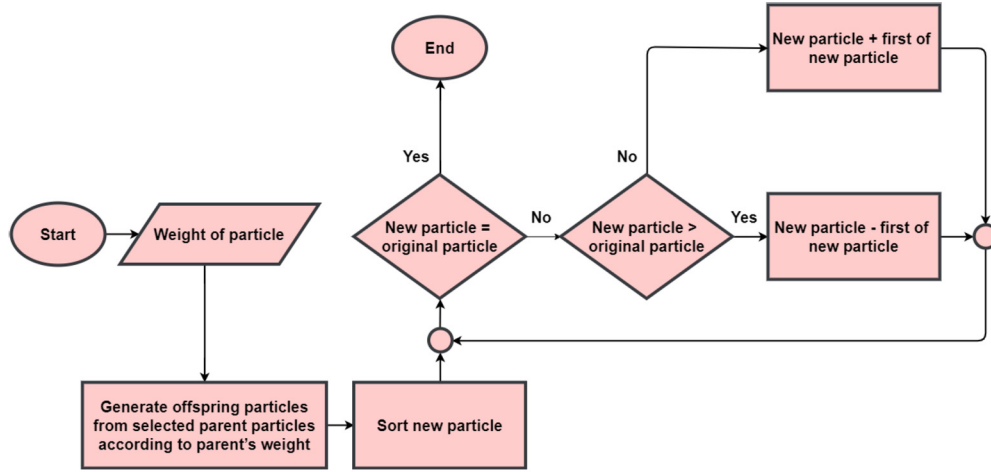 End
New particle + first of
new particle
Yes
No
Start
Weight of particle
New particle =
original particle
No
New particle >
original particle
Yes
New particle - first of
new particle
Generate offspring particles
from selected parent particles
according to parent's weight
Sort new particle